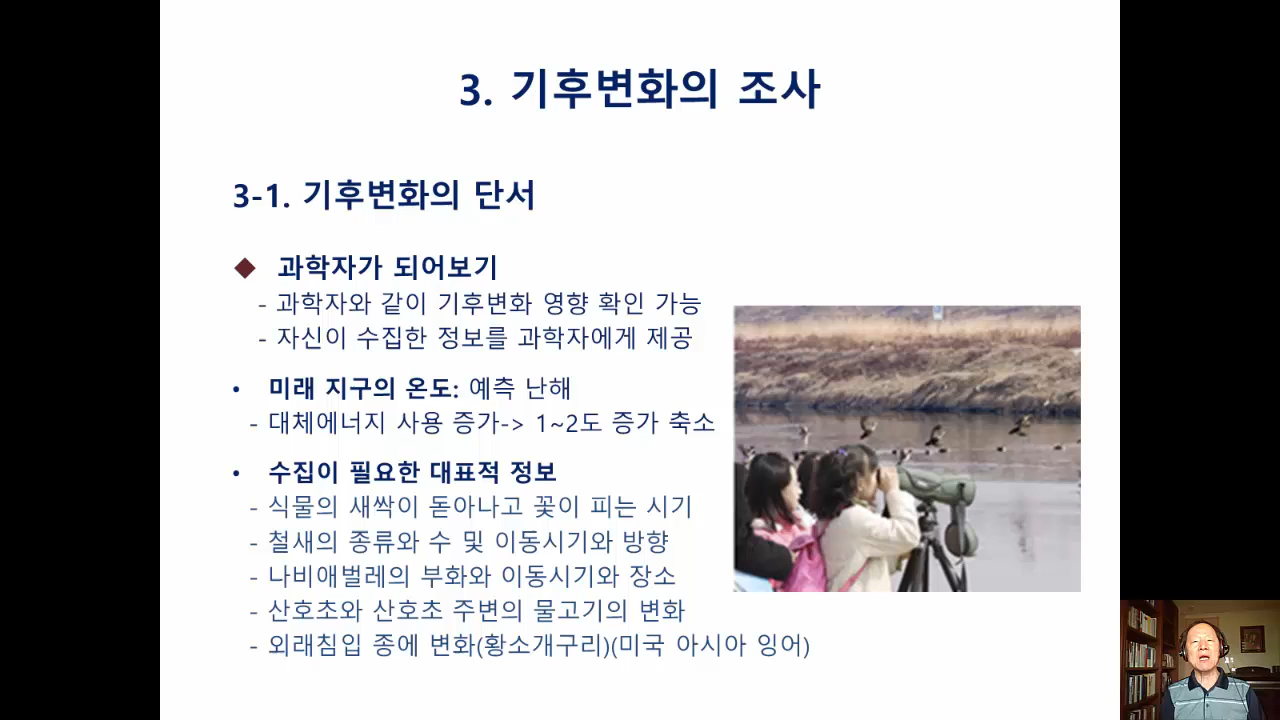 3. 기후변화의 조사
3-1. 기후변화의 단서
◆ 과학자가 되어보기
- 과학자와 같이 기후변화 영향 확인 가능
- 자신이 수집한 정보를 과학자에게 제공
• 미래 지구의 온도: 예측 난해
- 대체에너지 사용 증가-> 1~2도 증가 축소
• 수집이 필요한 대표적 정보
- 식물의 새싹이 돋아나고 꽃이 피는 시기
- 철새의 종류와 수 및 이동시기와 방향
- 나비애벌레의 부화와 이동시기와 장소
- 산호초와 산호초 주변의 물고기의 변화
- 외래침입 종에 변화(황소개구리)(미국 아시아 잉어)